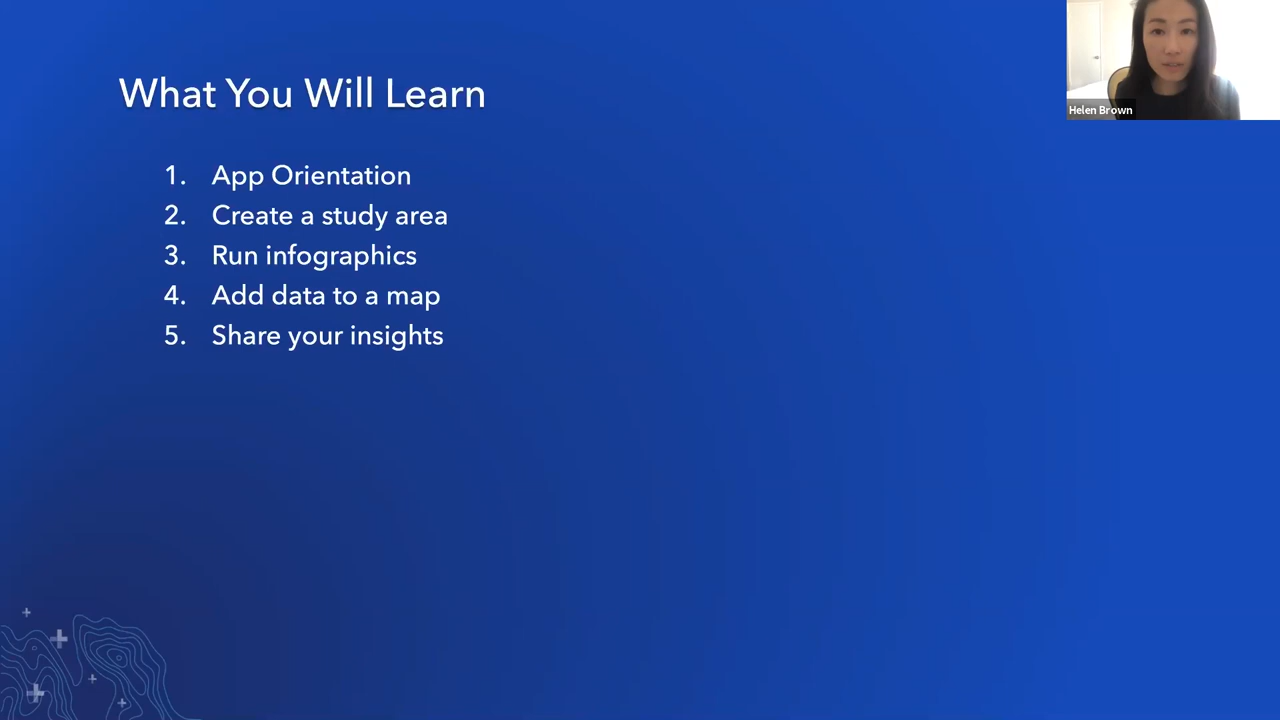 What You Will Learn
1. App Orientation
2. Create a study area
3. Run infographics
4. Add data to a map
5. Share your insights
Helen Brown